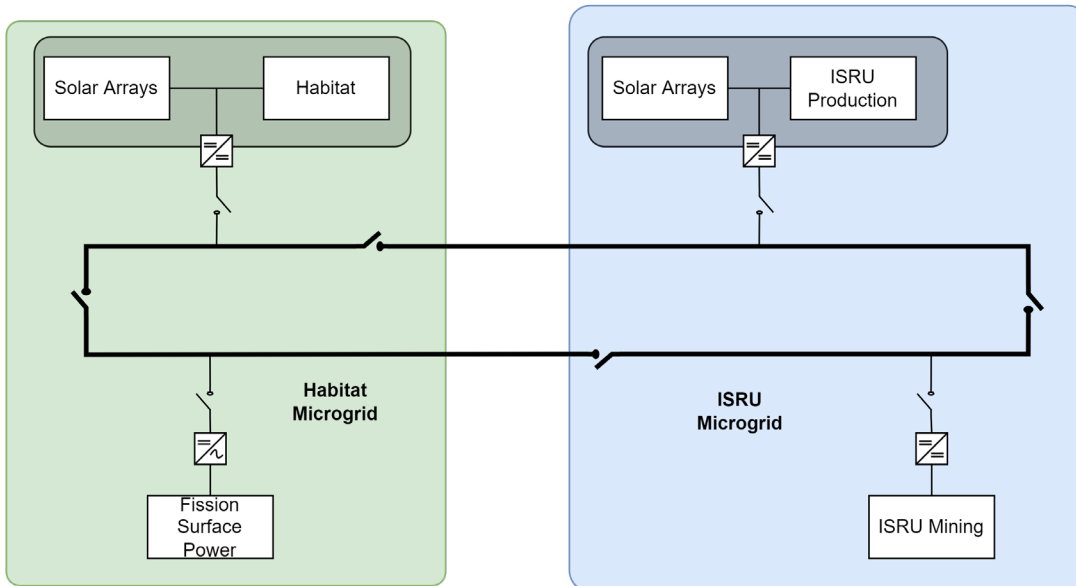 Solar Arrays
Habitat
Solar Arrays
ISRU
Production
Habitat
Microgrid
ISRU
Microgrid
Fission
Surface
Power
ISRU Mining